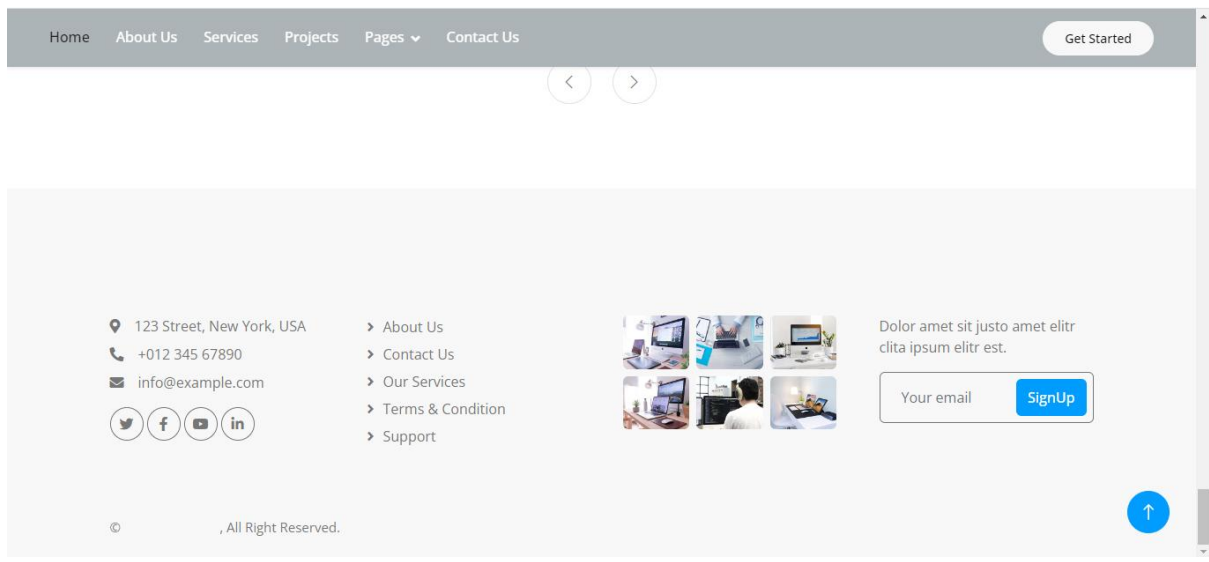 Home About Us Services Projects Pages Contact Us Get Started
123 Street, New York, USA
+012 345 67890
info@example.com
About Us
Contact Us
Our Services
Terms & Condition
Support
Dolor amet sit justo amet elitr
clita ipsum elitr est.
Your email SignUp
© , All Right Reserved.